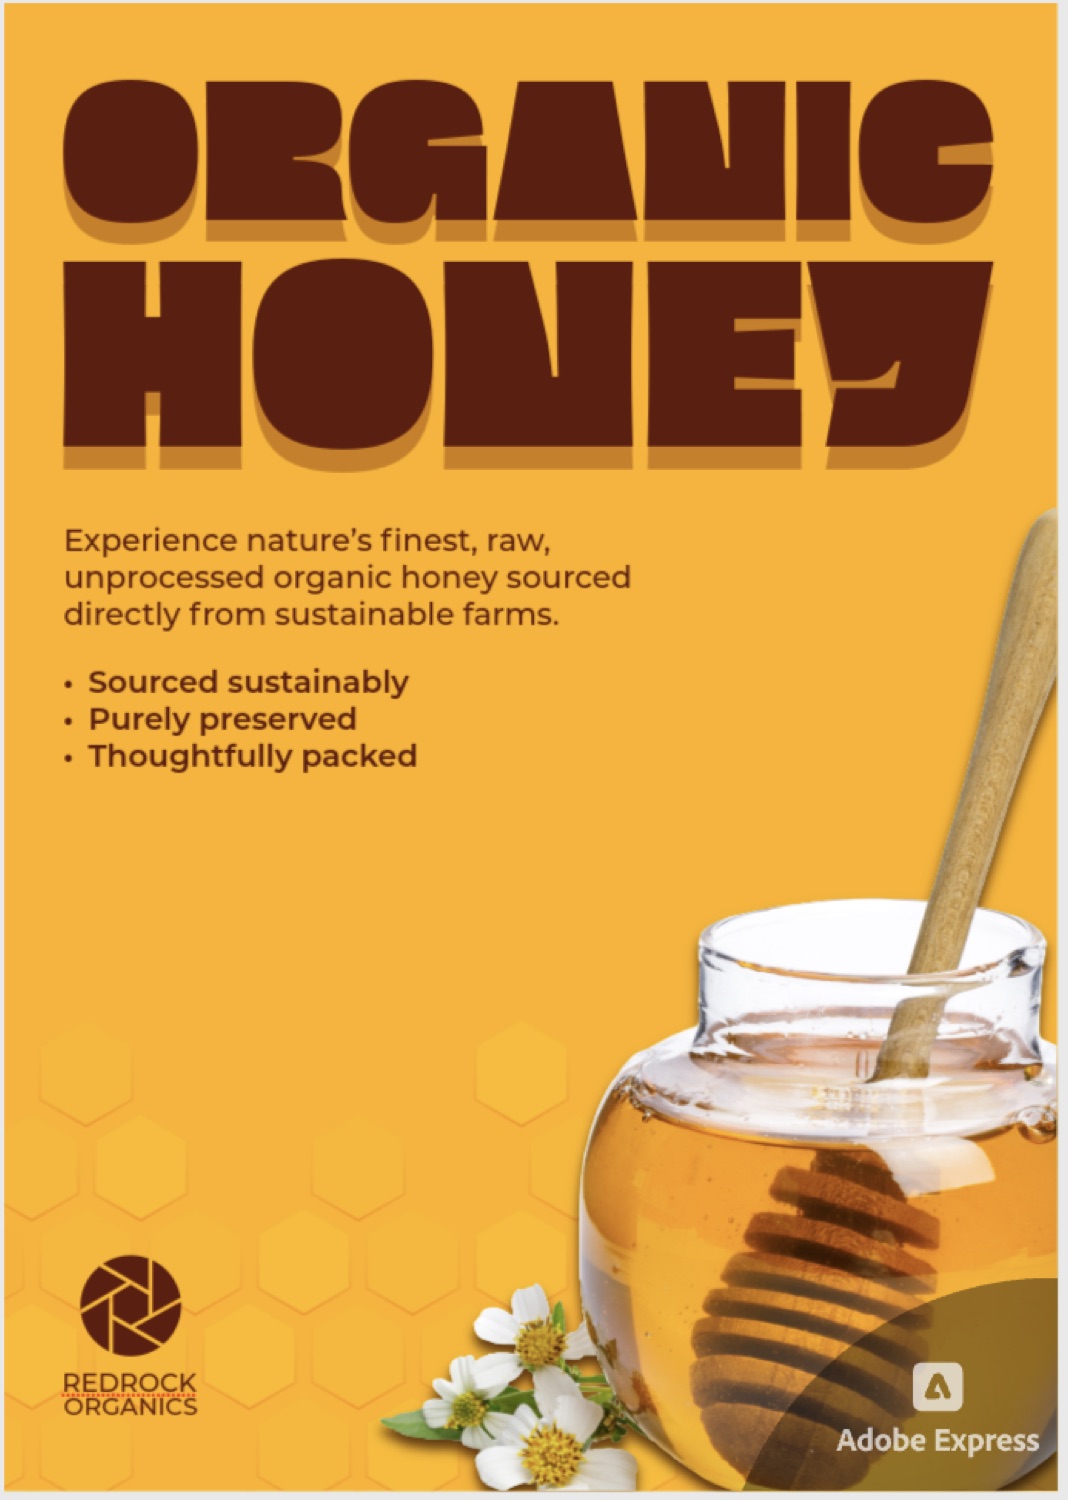 ORGANIC
HONEY
Experience nature’s finest, raw,
unprocessed organic honey sourced
directly from sustainable farms.
• Sourced sustainably
• Purely preserved
• Thoughtfully packed
REDROCK
ORGANICS
Adobe Express